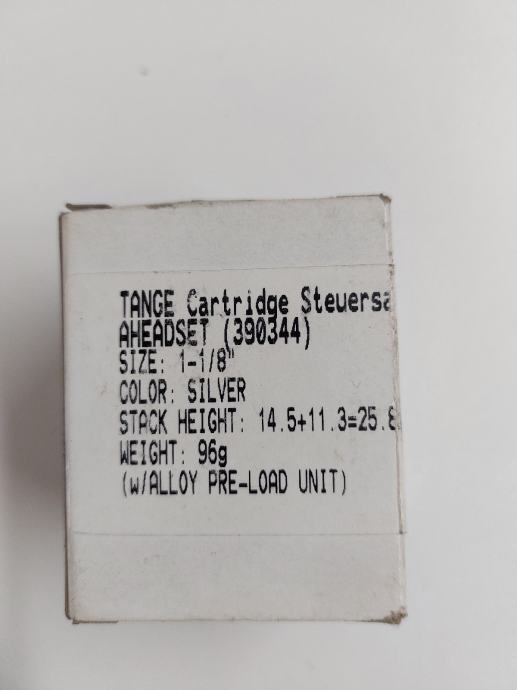 TANGE Cartridge Steuersa
AHEADSET (390344)
SIZE: 1-1/8"
COLOR: SILVER
STACK HEIGHT: 14.5+11.3=25.8
WEIGHT: 96g
(w/ALLOY PRE-LOAD UNIT)